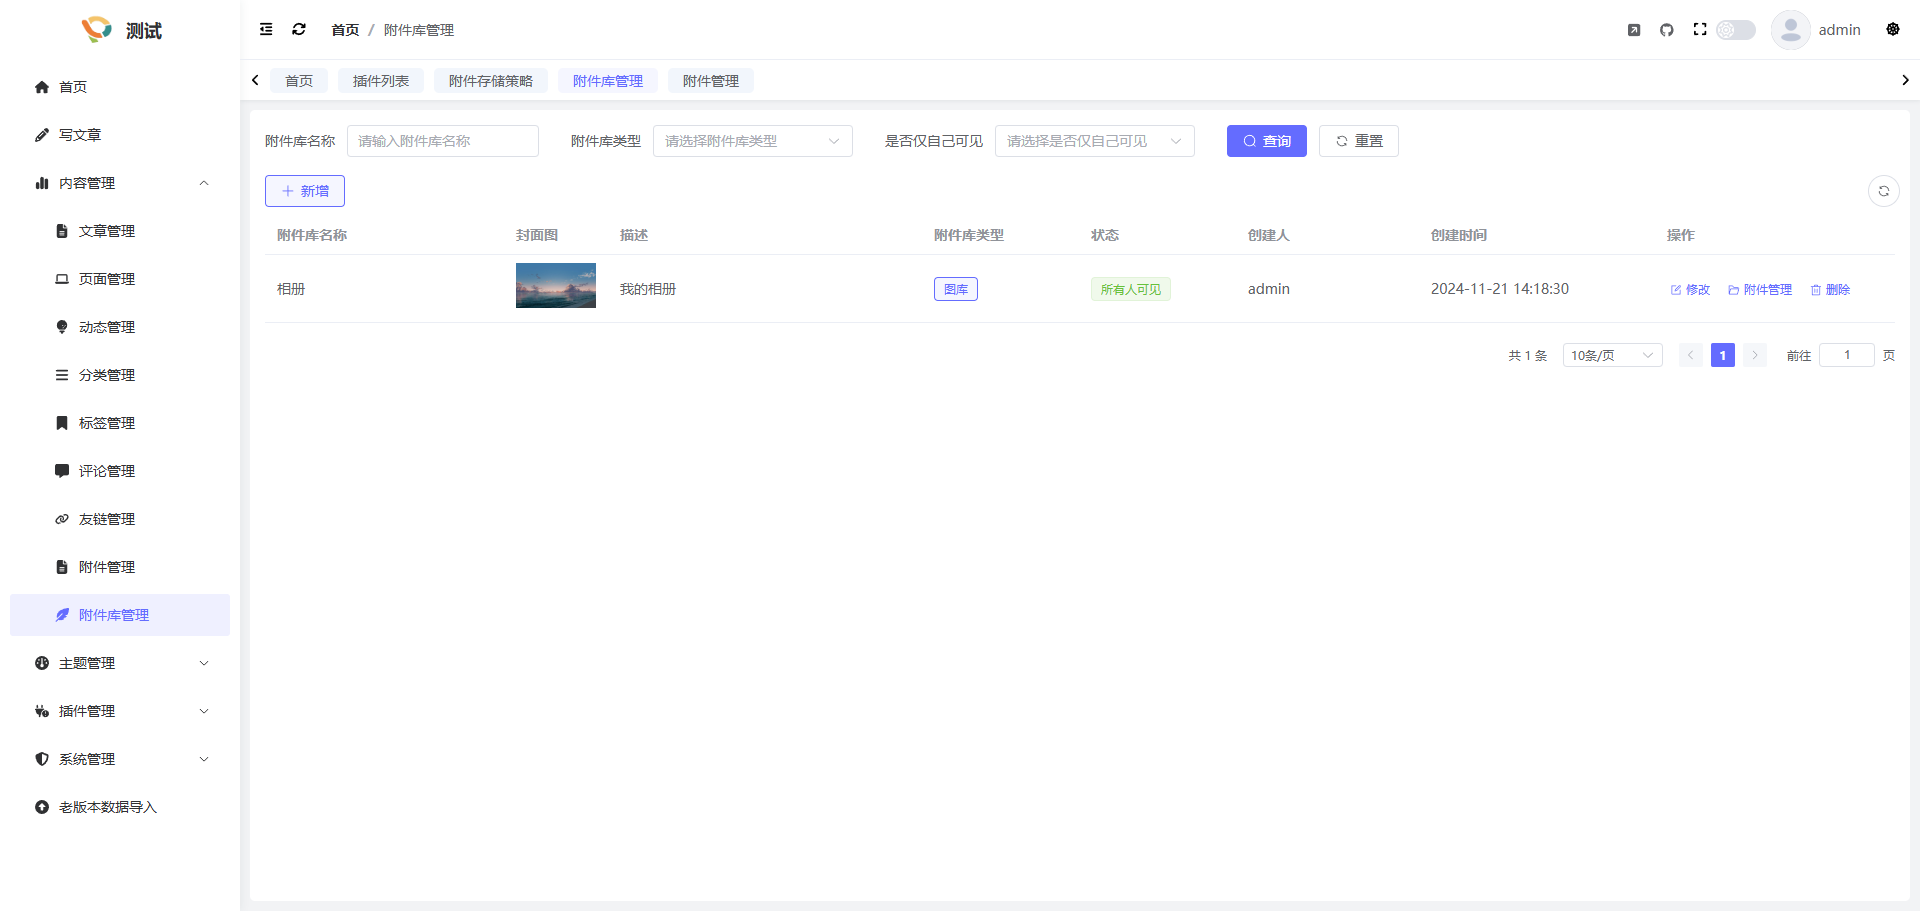 测试
首页
写文章
内容管理
文章管理
页面管理
动态管理
分类管理
标签管理
评论管理
友链管理
附件管理
附件库管理
主题管理
插件管理
系统管理
老版本数据导入
首页 / 附件库管理
admin
首页 插件列表 附件存储策略 附件库管理 附件管理
附件库名称 请输入附件库名称 附件库类型 请选择附件库类型 是否仅自己可见 请选择是否仅自己可见 查询 重置
新增
附件库名称 封面图 描述 附件库类型 状态 创建人 创建时间 操作
相册 我的相册 图库 所有人可见 admin 2024-11-21 14:18:30 修改 附件管理 删除
共 1 条 10条/页 1 前往 1 页